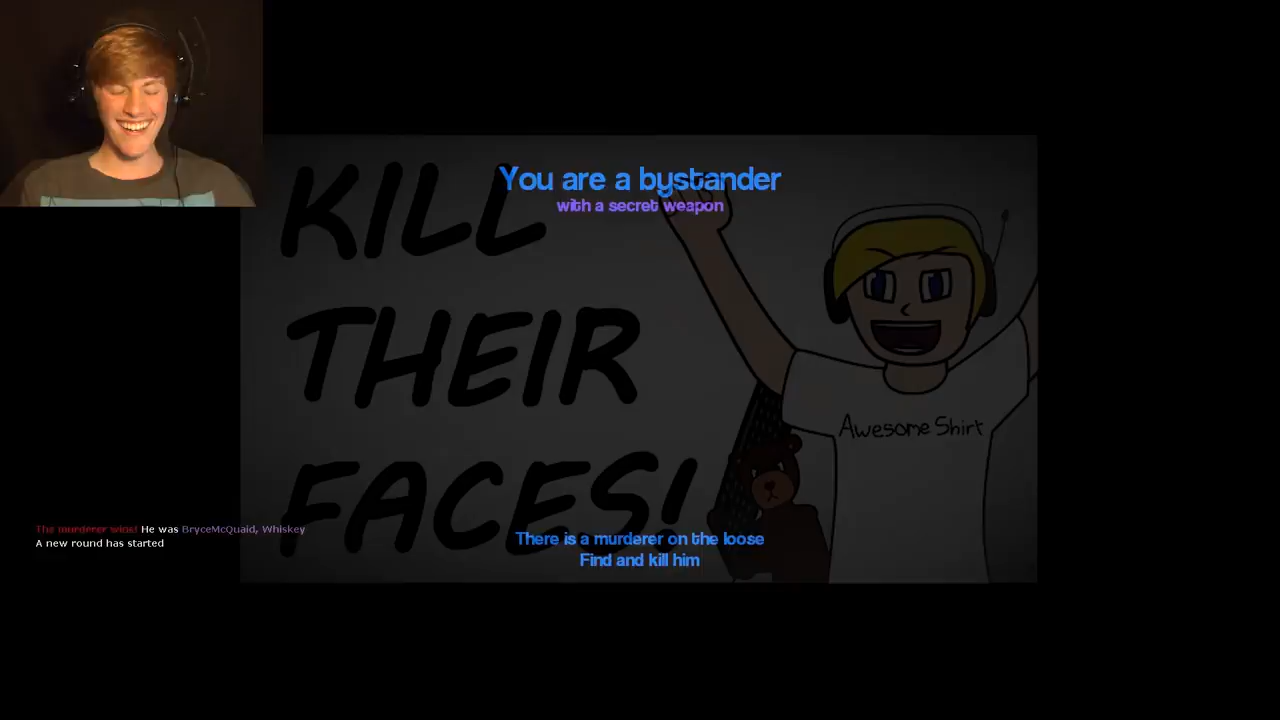 You are a bystander
with a secret weapon
KILL
THEIR
FACES!
Awesome Shirt
The murderer wins! He was BryceMcQuaid, Whiskey
A new round has started
There is a murderer on the loose
Find and kill him